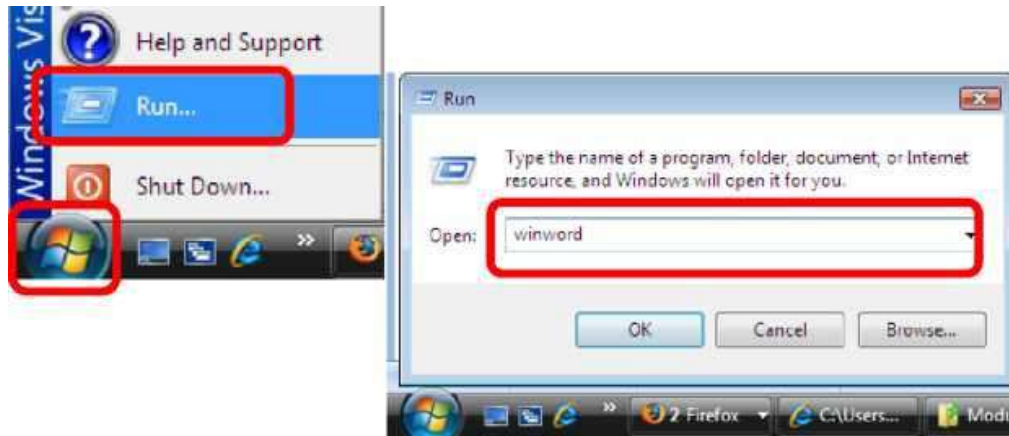 Windows Vis
Help and Support
Run...
Shut Down...
Run
Type the name of a program, folder, document, or Internet
resource, and Windows will open it for you.
Open: winword
OK Cancel Browse...
2 Firefox C:\Users... Modu